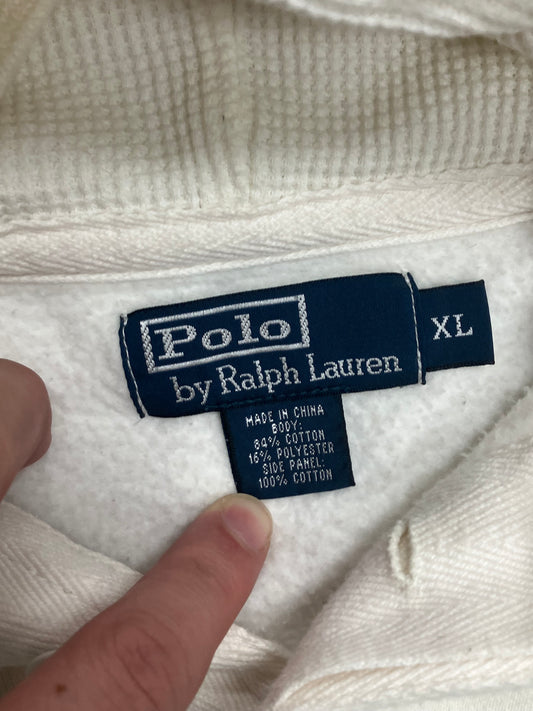 Polo
by Ralph Lauren
XL
MADE IN CHINA
BODY:
84% COTTON
16% POLYESTER
SIDE PANEL:
100% COTTON